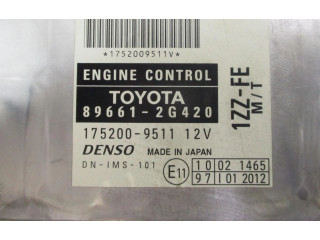 *1752009511V*
ENGINE CONTROL
TOYOTA
89661-2G420
175200-9511 12V
DENSO MADE IN JAPAN
DN-IMS-101
E11
10 02 1465
97 I 01 2012
1ZZ-FE
M/T